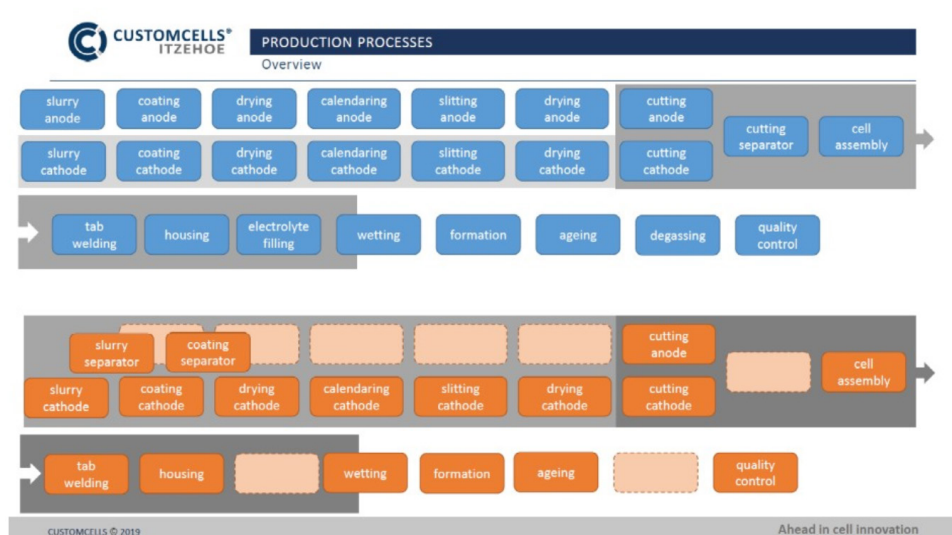 CUSTOMCELLS®
ITZEHOE
PRODUCTION PROCESSES
Overview
slurry
anode
coating
anode
drying
anode
calendaring
anode
slitting
anode
drying
anode
cutting
anode
slurry
cathode
coating
cathode
drying
cathode
calendaring
cathode
slitting
cathode
drying
cathode
cutting
cathode
cutting
separator
cell
assembly
tab
welding
housing
electrolyte
filling
wetting
formation
ageing
degassing
quality
control
slurry
separator
coating
separator
cutting
anode
slurry
cathode
coating
cathode
drying
cathode
calendaring
cathode
slitting
cathode
drying
cathode
cutting
cathode
cell
assembly
tab
welding
housing
wetting
formation
ageing
quality
control
CUSTOMCELLS © 2019
Ahead in cell innovation